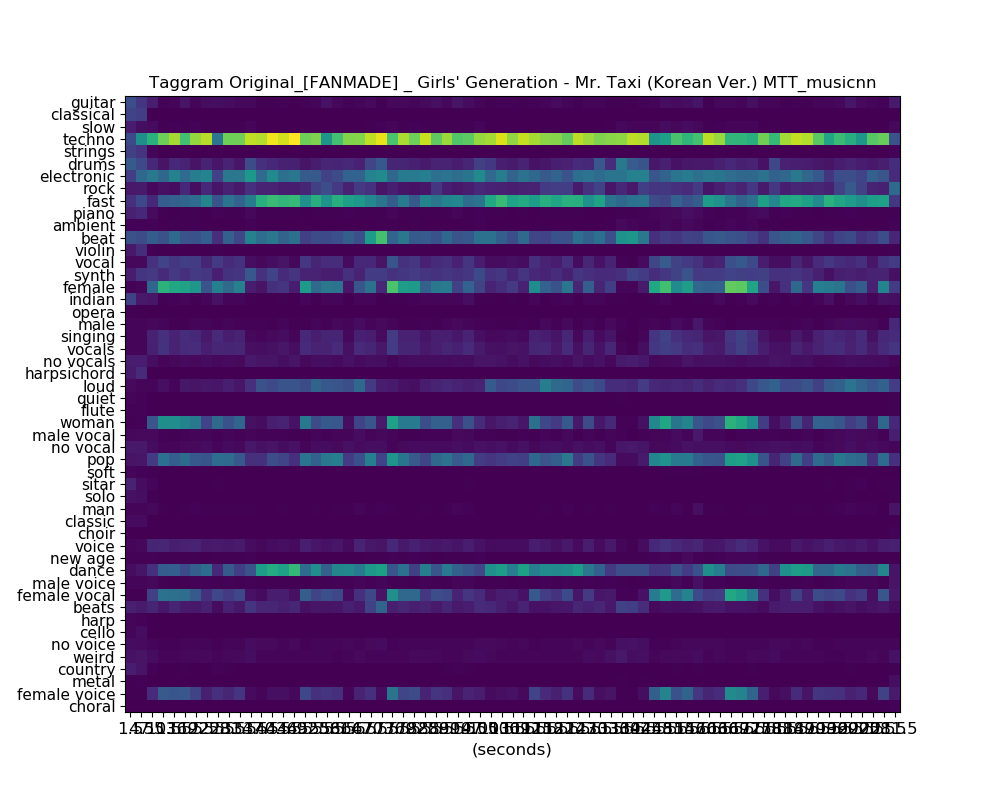 Taggram Original_[FANMADE] _ Girls' Generation - Mr. Taxi (Korean Ver.) MTT_musicnn
guitar
classical
slow
techno
strings
drums
electronic
rock
fast
piano
ambient
beat
violin
vocal
synth
female
indian
opera
male
singing
vocals
no vocals
harpsichord
loud
quiet
flute
woman
male vocal
no vocal
pop
soft
sitar
solo
man
classic
choir
voice
new age
dance
male voice
female vocal
beats
harp
cello
no voice
weird
country
metal
female voice
choral
(seconds)